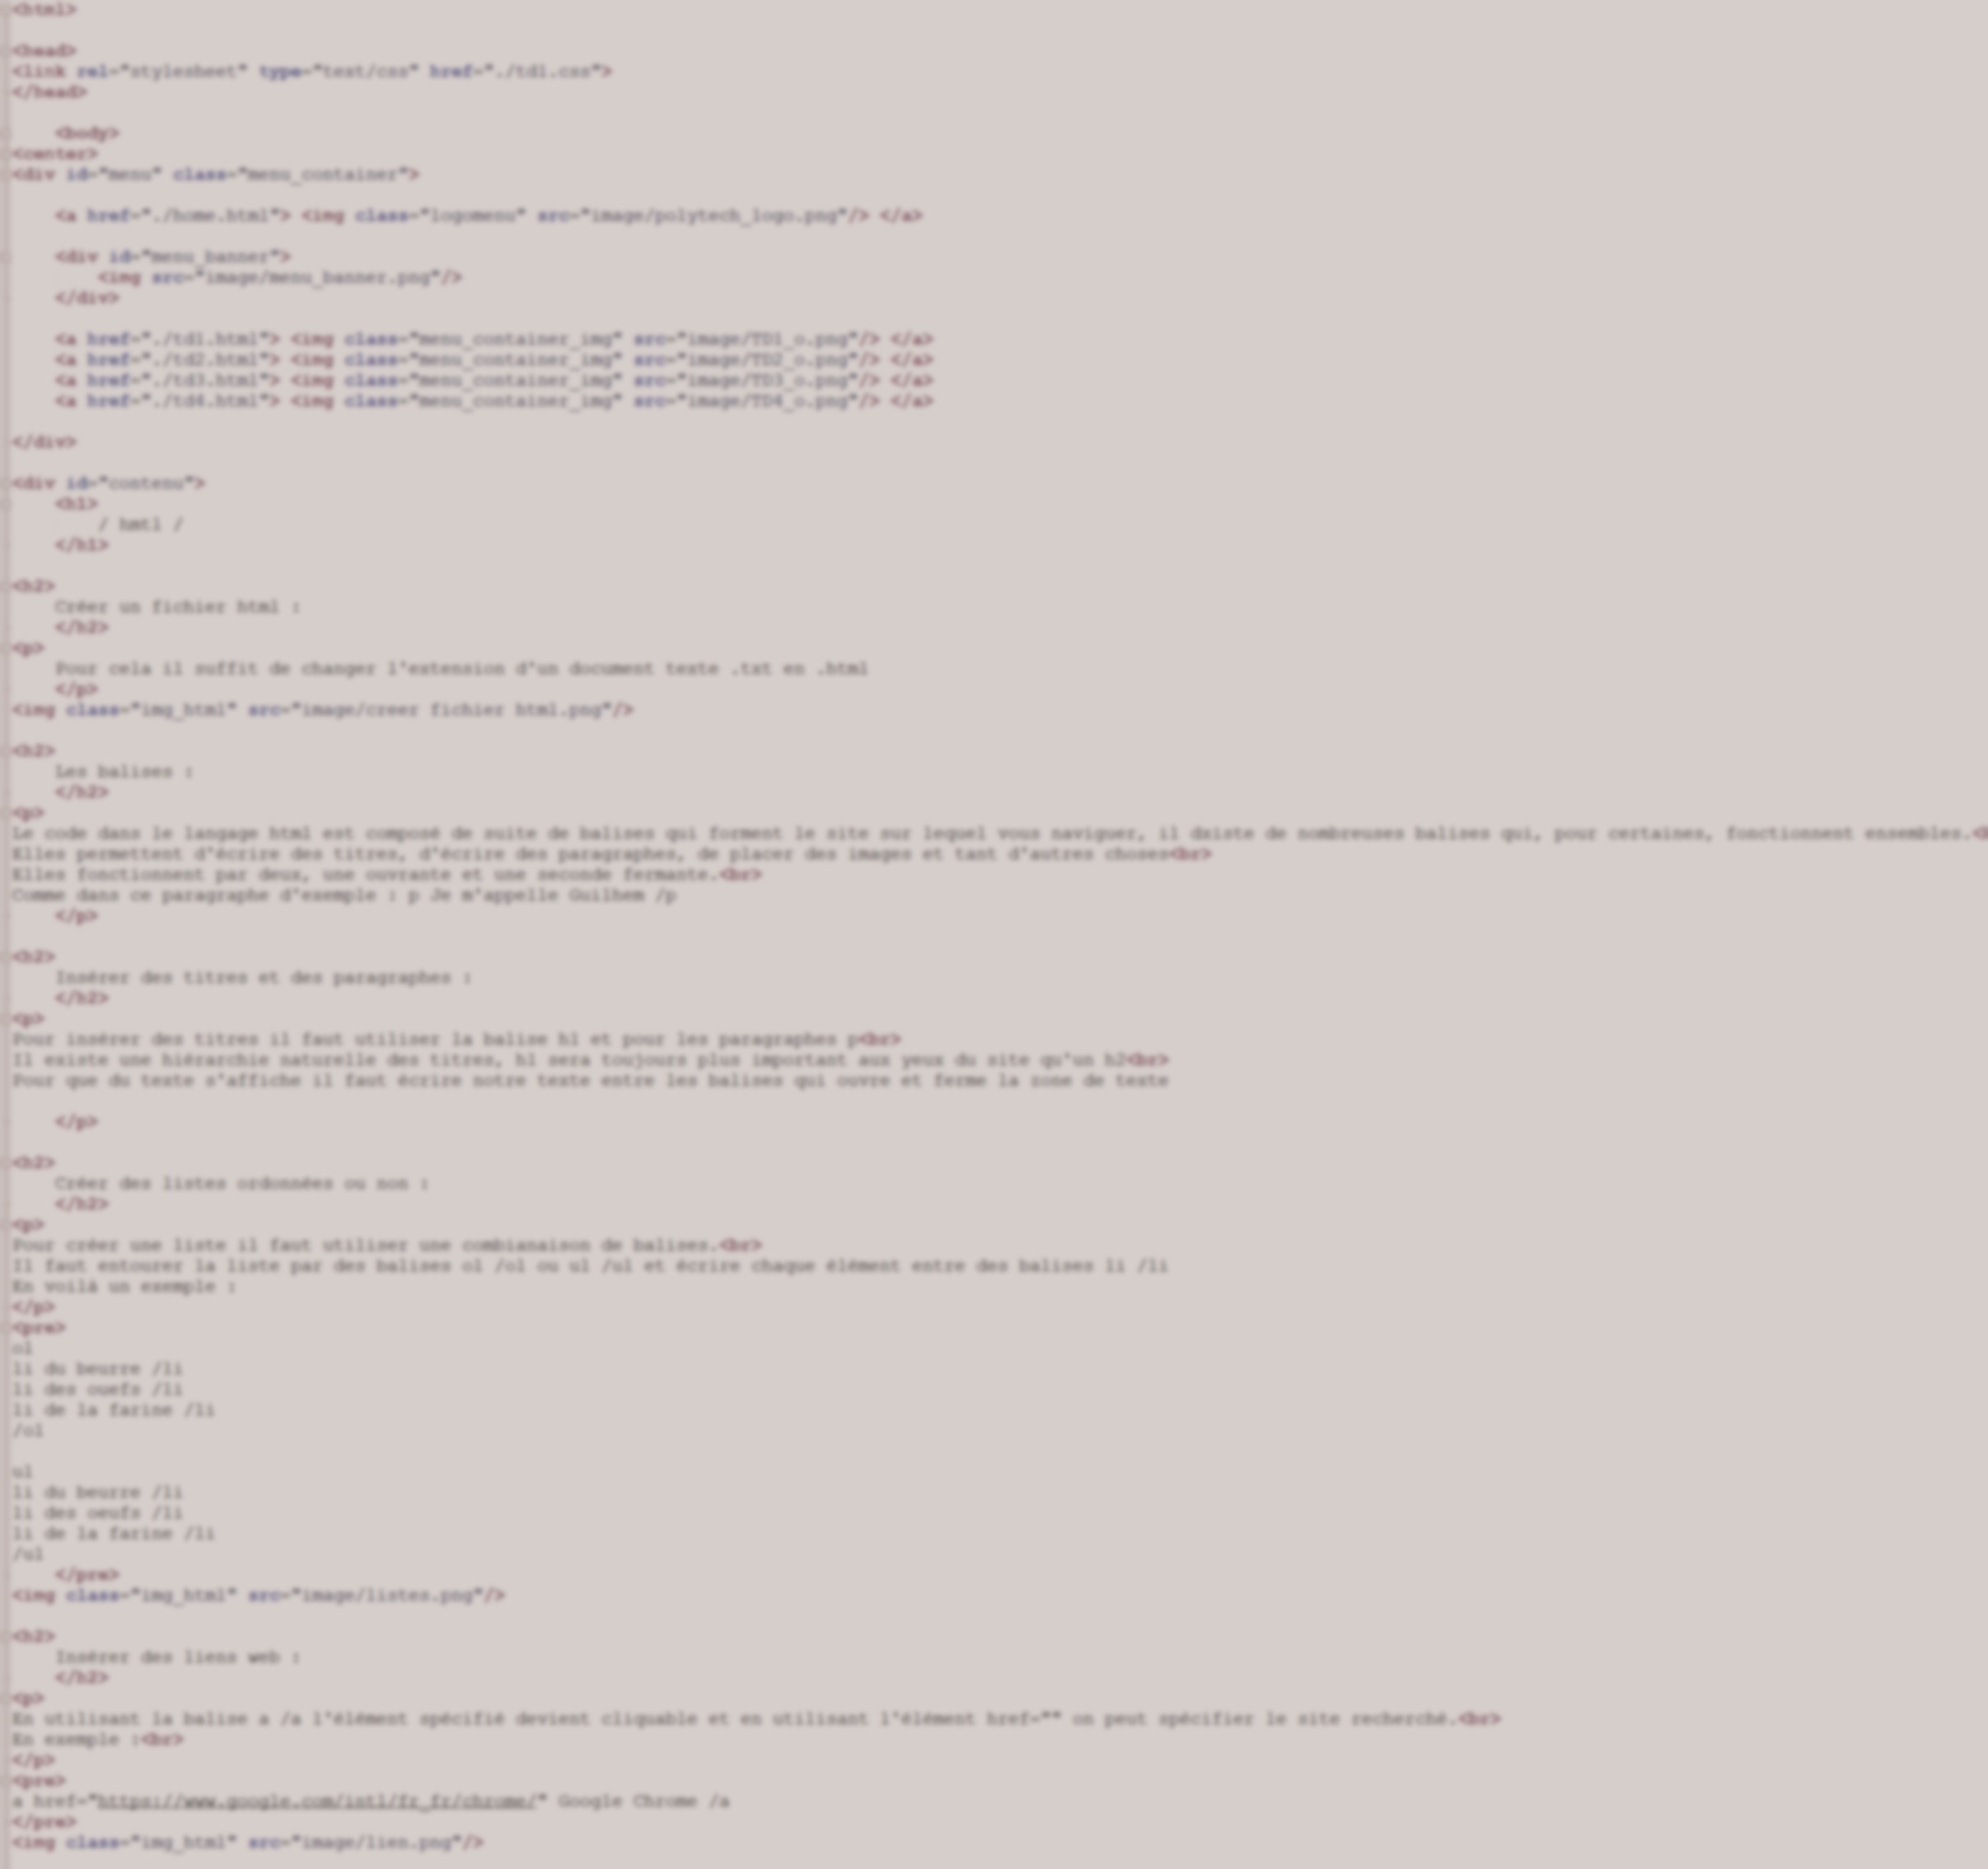 <html>
<head>
<link rel="stylesheet" type="text/css" href="./td1.css">
</head>
<body>
<center>
<div id="menu" class="menu_container">
<a href="./home.html"> <img class="logomenu" src="image/polytech_logo.png"/> </a>
<div id="menu_banner">
<img src="image/menu_banner.png"/>
</div>
<a href="./td1.html"> <img class="menu_container_img" src="image/TD1_o.png"/> </a>
<a href="./td2.html"> <img class="menu_container_img" src="image/TD2_o.png"/> </a>
<a href="./td3.html"> <img class="menu_container_img" src="image/TD3_o.png"/> </a>
<a href="./td4.html"> <img class="menu_container_img" src="image/TD4_o.png"/> </a>
</div>
<div id="contenu">
<h1>
/ hmtl /
</h1>
<h2>
Créer un fichier html :
</h2>
<p>
Pour cela il suffit de changer l'extension d'un document texte .txt en .html
</p>
<img class="img_html" src="image/creer fichier html.png"/>
<h2>
Les balises :
</h2>
<p>
Le code dans le langage html est composé de suite de balises qui forment le site sur lequel vous naviguer, il dxiste de nombreuses balises qui, pour certaines, fonctionnent ensembles.
Elles permettent d'écrire des titres, d'écrire des paragraphes, de placer des images et tant d'autres choses<br>
Elles fonctionnent par deux, une ouvrante et une seconde fermante.<br>
Comme dans ce paragraphe d'exemple : p Je m'appelle Guilhem /p
</p>
<h2>
Insérer des titres et des paragraphes :
</h2>
<p>
Pour insérer des titres il faut utiliser la balise h1 et pour les paragraphes p<br>
Il existe une hiérarchie naturelle des titres, h1 sera toujours plus important aux yeux du site qu'un h2<br>
Pour que du texte s'affiche il faut écrire notre texte entre les balises qui ouvre et ferme la zone de texte
</p>
<h2>
Créer des listes ordonnées ou non :
</h2>
<p>
Pour créer une liste il faut utiliser une combianaison de balises.<br>
Il faut estourer la liste par des balises ol /ol ou ul /ul et écrire chaque élément entre des balises li /li
En voilà un exemple :
</p>
<pre>
ol
li du beurre /li
li des ouefs /li
li de la farine /li
/ol
ul
li du beurre /li
li des oeufs /li
li de la farine /li
/ul
</pre>
<img class="img_html" src="image/listes.png"/>
<h2>
Insérer des liens web :
</h2>
<p>
En utilisant la balise a /a l'élément spécifié devient cliquable et en utilisant l'élément href="" on peut spécifier le site recherché.<br>
En exemple :<br>
</p>
<pre>
a href="https://www.google.com/intl/fr_fr/chrome/" Google Chrome /a
</pre>
<img class="img_html" src="image/lien.png"/>